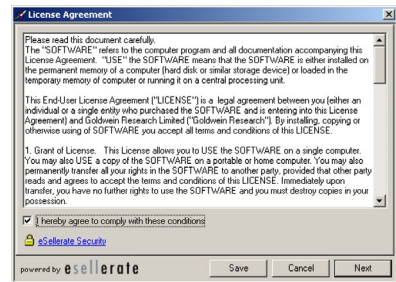 License Agreement
Please read this document carefully.
The "SOFTWARE" refers to the computer program and all documentation accompanying this
License Agreement. "USE" the SOFTWARE means that the SOFTWARE is either installed on
the permanent memory of a computer (hard disk or similar storage device) or loaded in the
temporary memory of computer or running it on a central processing unit.
This End-User License Agreement ("LICENSE") is a legal agreement between you (either an
individual or a single entity who purchased the SOFTWARE and is entering into this License
Agreement) and Goldwein Research Limited ("Goldwein Research"). By installing, copying or
otherwise using of SOFTWARE you accept all terms and conditions of this LICENSE.
1. Grant of License. This License allows you to USE the SOFTWARE on a single computer.
You may also USE a copy of the SOFTWARE on a portable or home computer. You may also
permanently transfer all your rights in the SOFTWARE to another party, provided that other party
reads and agrees to accept the terms and conditions of this LICENSE. Immediately upon
transfer, you have no further rights to use the SOFTWARE and you must destroy copies in your
possession.
I hereby agree to comply with these conditions
eSellerate Security
powered by esellerate
Save
Cancel
Next